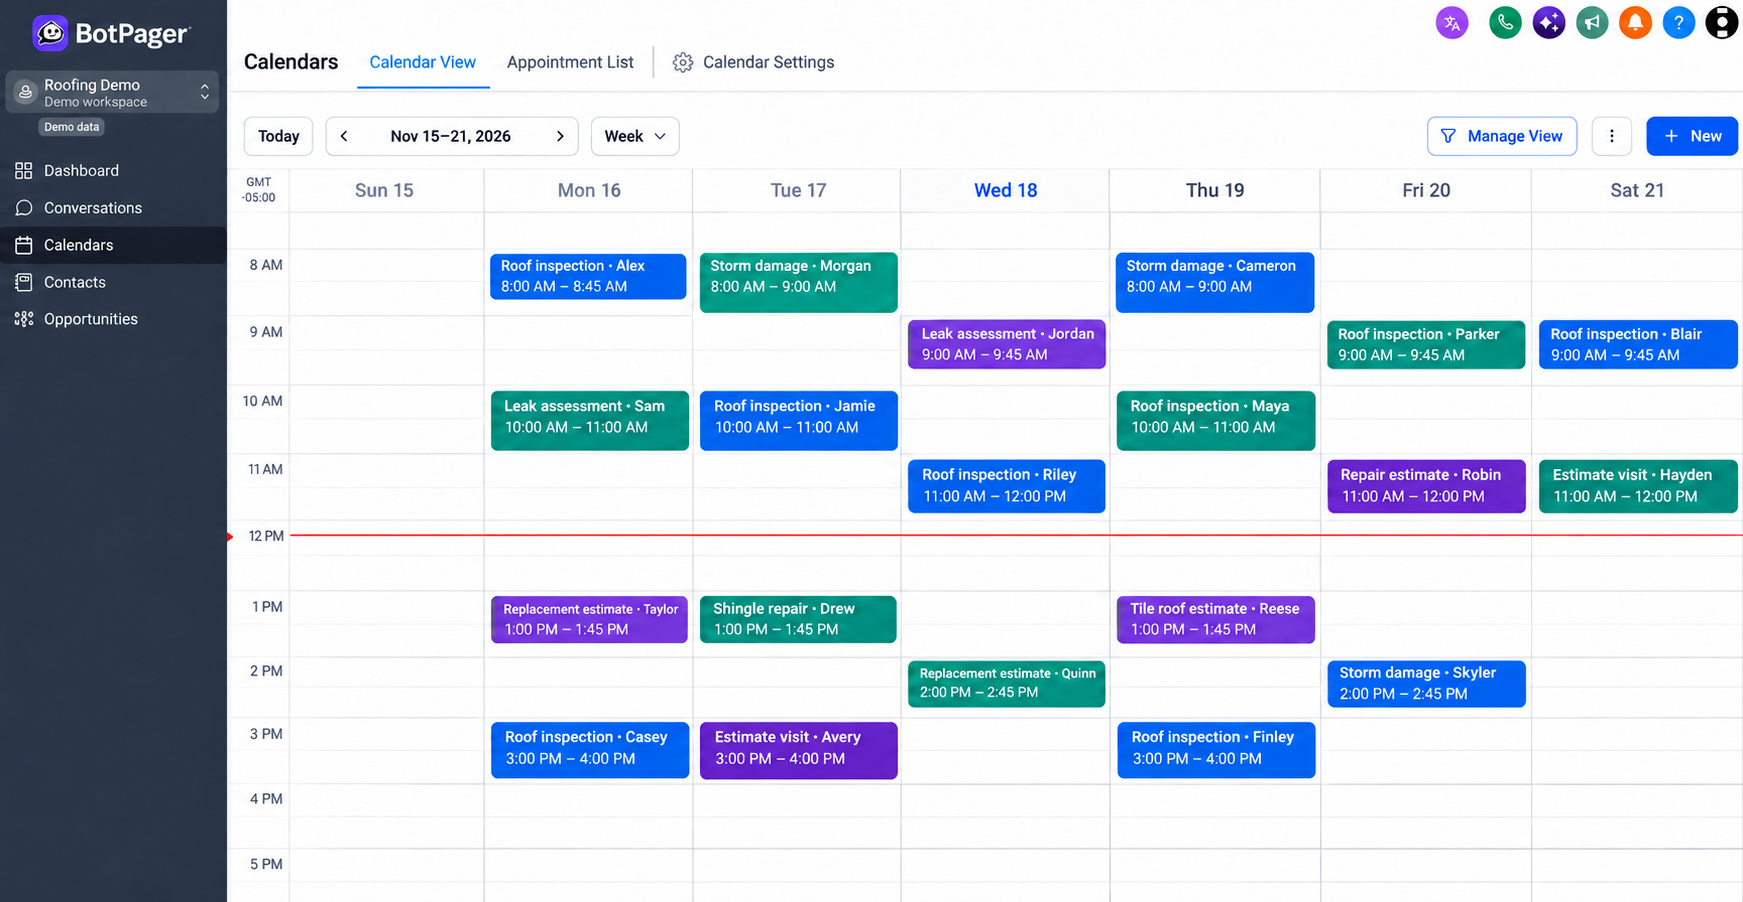 BotPager
Roofing Demo
Demo workspace
Demo data
Dashboard
Conversations
Calendars
Contacts
Opportunities
Calendars
Calendar View
Appointment List
Calendar Settings
Today
Nov 15–21, 2026
Week
Manage View
New
GMT
-05:00
Sun 15
Mon 16
Tue 17
Wed 18
Thu 19
Fri 20
Sat 21
8 AM
Roof inspection • Alex
8:00 AM – 8:45 AM
Storm damage • Morgan
8:00 AM – 9:00 AM
Storm damage • Cameron
8:00 AM – 9:00 AM
9 AM
Leak assessment • Jordan
9:00 AM – 9:45 AM
Roof inspection • Parker
9:00 AM – 9:45 AM
Roof inspection • Blair
9:00 AM – 9:45 AM
10 AM
Leak assessment • Sam
10:00 AM – 11:00 AM
Roof inspection • Jamie
10:00 AM – 11:00 AM
Roof inspection • Maya
10:00 AM – 11:00 AM
11 AM
Roof inspection • Riley
11:00 AM – 12:00 PM
Repair estimate • Robin
11:00 AM – 12:00 PM
Estimate visit • Hayden
11:00 AM – 12:00 PM
12 PM
1 PM
Replacement estimate • Taylor
1:00 PM – 1:45 PM
Shingle repair • Drew
1:00 PM – 1:45 PM
Tile roof estimate • Reese
1:00 PM – 1:45 PM
2 PM
Replacement estimate • Quinn
2:00 PM – 2:45 PM
Storm damage • Skyler
2:00 PM – 2:45 PM
3 PM
Roof inspection • Casey
3:00 PM – 4:00 PM
Estimate visit • Avery
3:00 PM – 4:00 PM
Roof inspection • Finley
3:00 PM – 4:00 PM
4 PM
5 PM